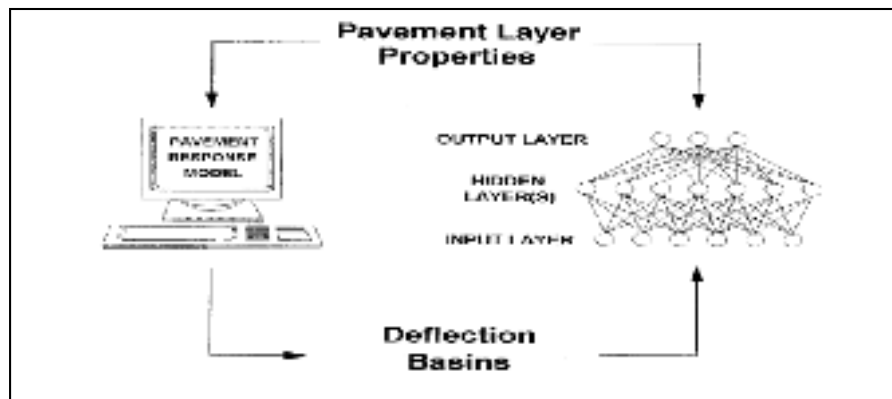 Pavement Layer
Properties
PAVEMENT
RESPONSE
MODEL
OUTPUT LAYER
HIDDEN
LAYER(S)
INPUT LAYER
Deflection
Basins